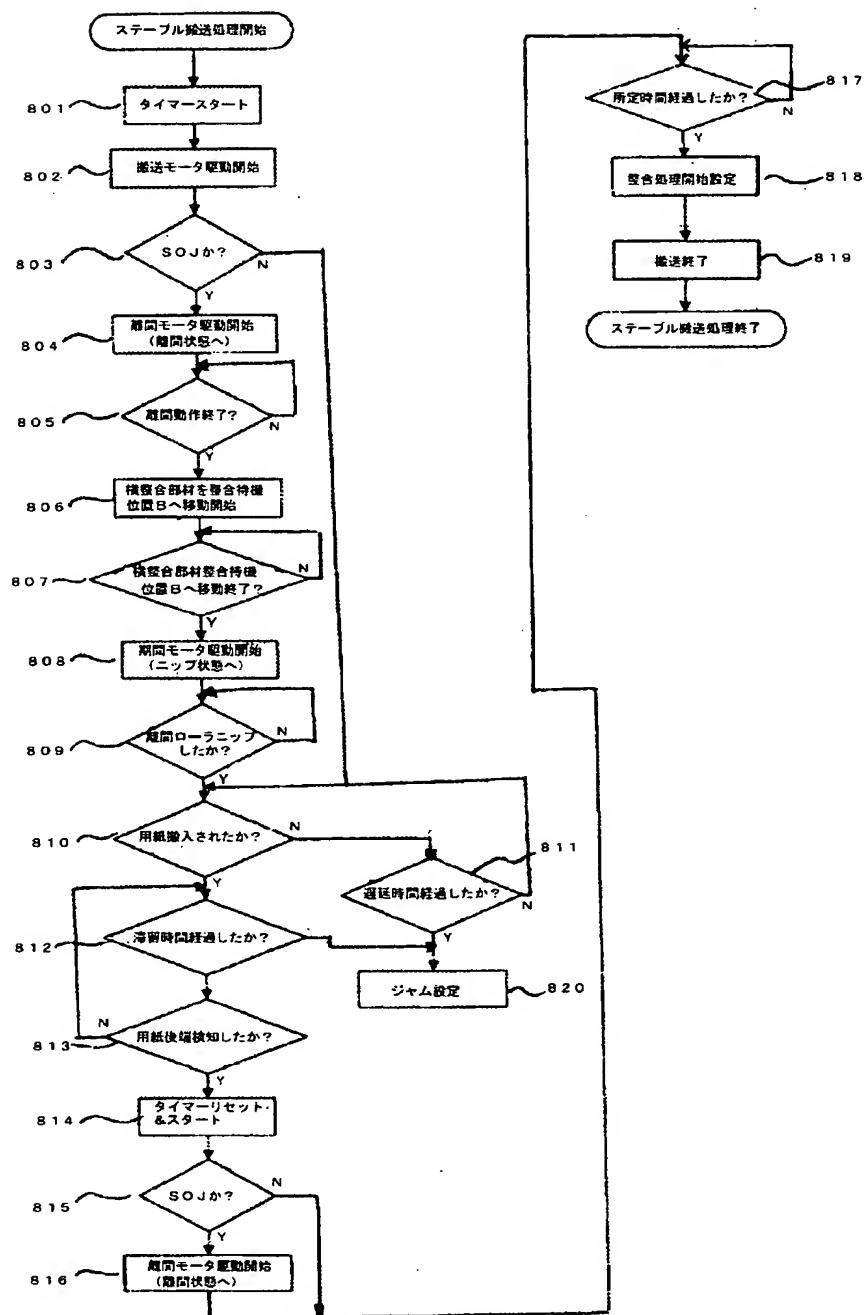 ステープル搬送処理開始
801
タイマースタート
802
搬送モータ駆動開始
803
SOJか？
N
Y
804
離間モータ駆動開始
(離間状態へ)
805
離間動作終了？
N
Y
806
横整合部材を整合待機
位置Bへ移動開始
807
横整合部材整合待機
位置Bへ移動終了？
N
Y
808
期間モータ駆動開始
(ニップ状態へ)
809
離間ローラニップ
したか？
N
Y
810
用紙搬入されたか？
N
Y
811
遅延時間経過したか？
N
Y
812
滞留時間経過したか？
820
ジャム設定
813
用紙後端検知したか？
N
Y
814
タイマーリセット
&スタート
815
SOJか？
N
Y
816
離間モータ駆動開始
(離間状態へ)
817
所定時間経過したか？
N
Y
818
整合処理開始設定
819
搬送終了
ステープル搬送処理終了